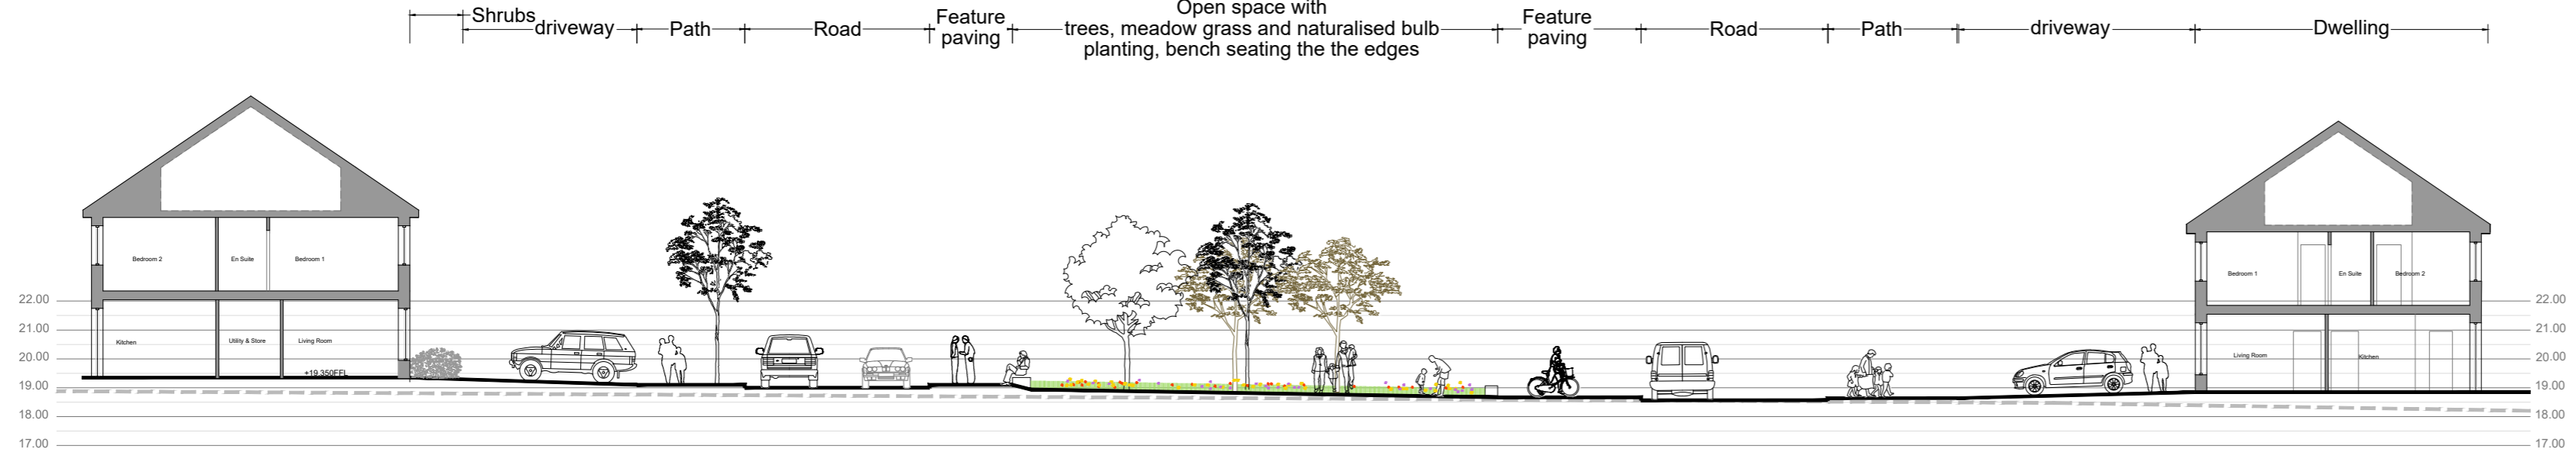 Shrubs
driveway
Path
Road
Feature
paving
Open space with
trees, meadow grass and naturalised bulb
planting, bench seating the the edges
Feature
paving
Road
Path
driveway
Dwelling
Bedroom 2
En Suite
Bedroom 1
Bedroom 1
En Suite
Bedroom 2
22.00
22.00
21.00
21.00
Kitchen
Utility & Store
Living Room
Living Room
Kitchen
20.00
20.00
+19.350FFL
19.00
19.00
18.00
18.00
17.00
17.00